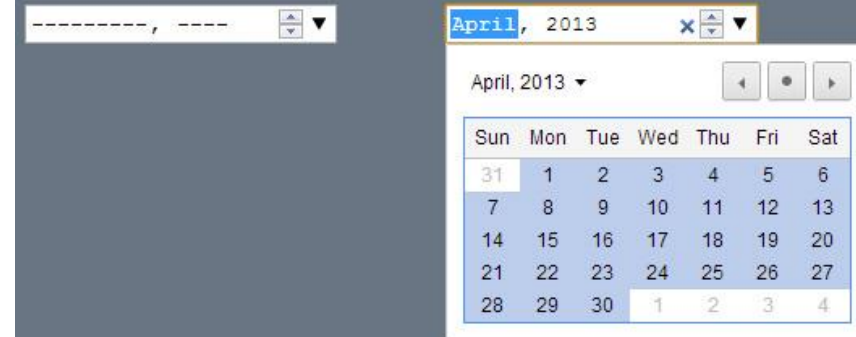 ---------, ----
April, 2013
April, 2013
Sun Mon Tue Wed Thu Fri Sat
31 1 2 3 4 5 6
7 8 9 10 11 12 13
14 15 16 17 18 19 20
21 22 23 24 25 26 27
28 29 30 1 2 3 4